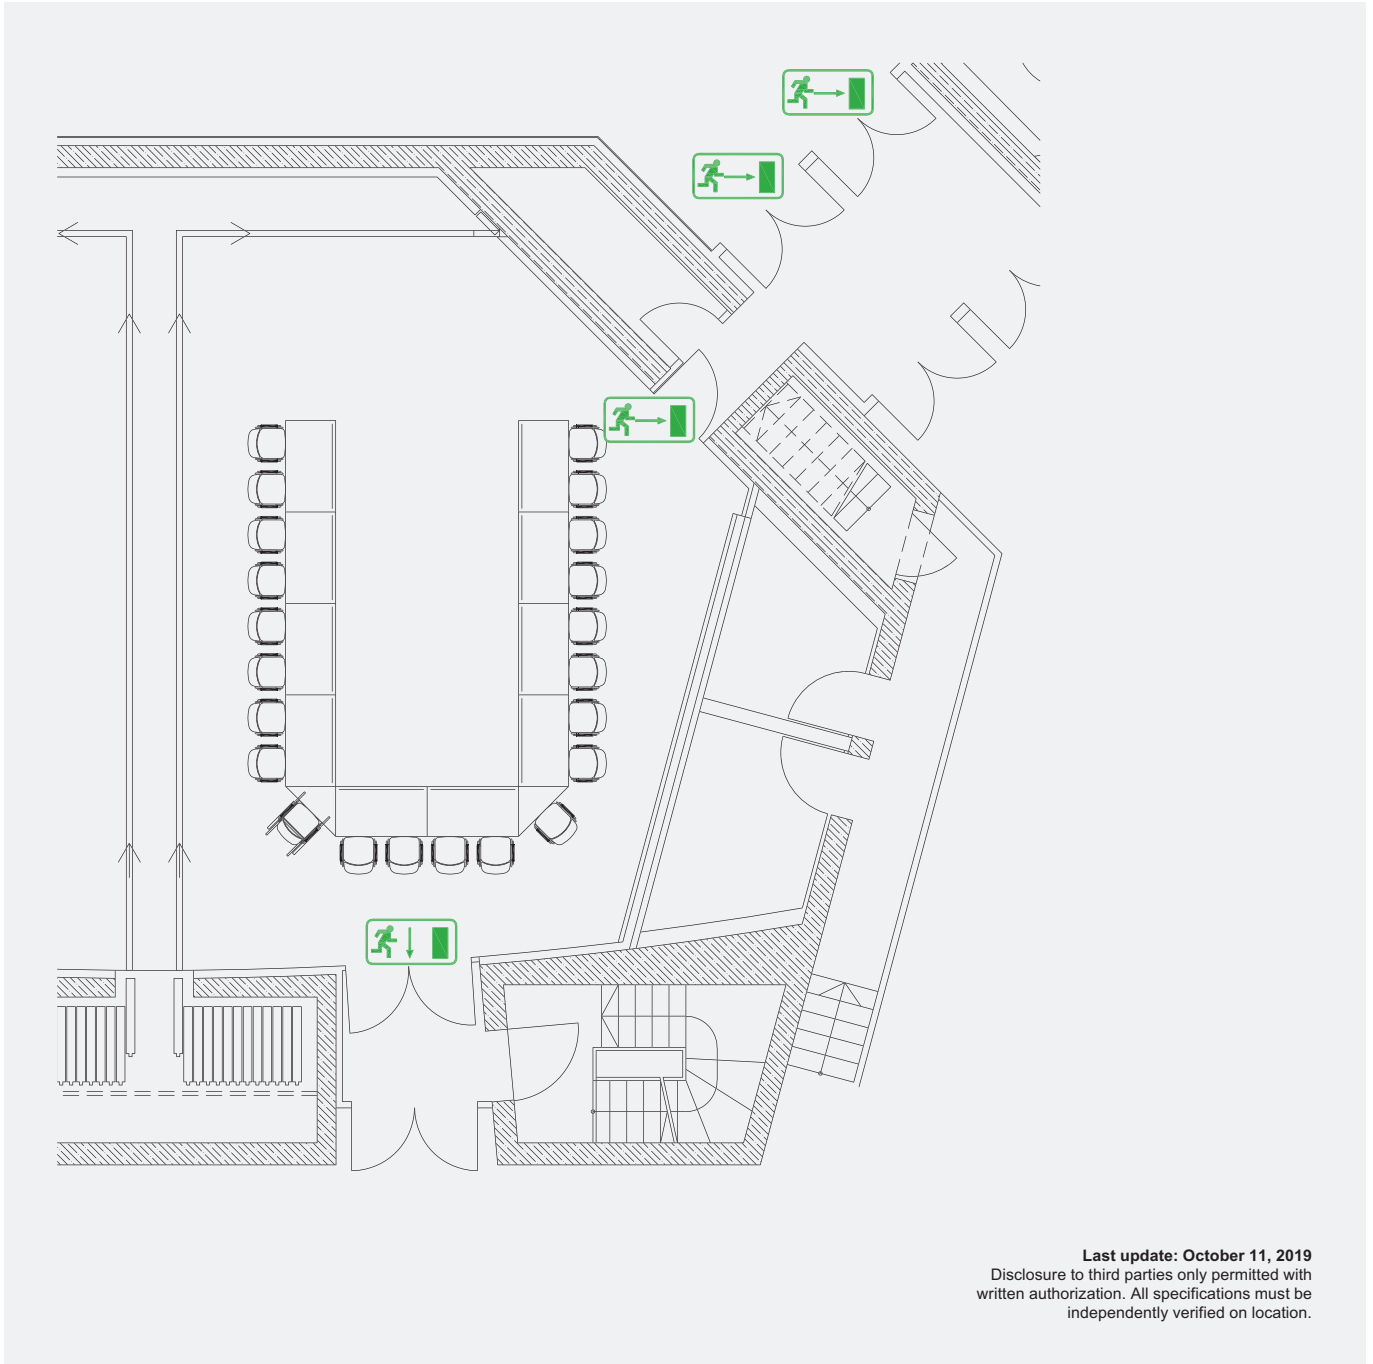 Last update: October 11, 2019
Disclosure to third parties only permitted with
written authorization. All specifications must be
independently verified on location.